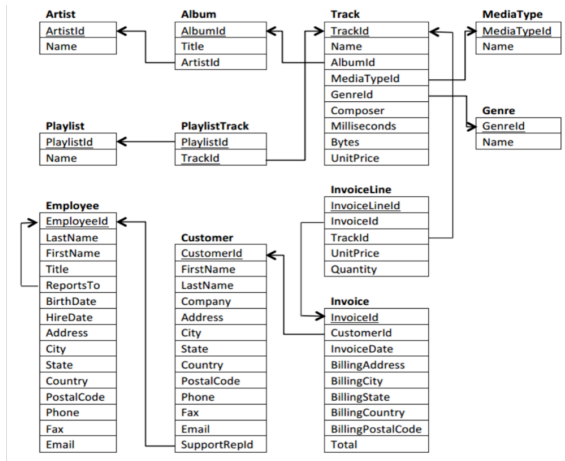 Artist
ArtistId
Name
Album
AlbumId
Title
ArtistId
Track
TrackId
Name
AlbumId
MediaTypeId
GenreId
Composer
Milliseconds
Bytes
UnitPrice
MediaType
MediaTypeId
Name
Genre
GenreId
Name
Playlist
PlaylistId
Name
PlaylistTrack
PlaylistId
TrackId
Employee
EmployeeId
LastName
FirstName
Title
ReportsTo
BirthDate
HireDate
Address
City
State
Country
PostalCode
Phone
Fax
Email
Customer
CustomerId
FirstName
LastName
Company
Address
City
State
Country
PostalCode
Phone
Fax
Email
SupportRepId
InvoiceLine
InvoiceLineId
InvoiceId
TrackId
UnitPrice
Quantity
Invoice
InvoiceId
CustomerId
InvoiceDate
BillingAddress
BillingCity
BillingState
BillingCountry
BillingPostalCode
Total